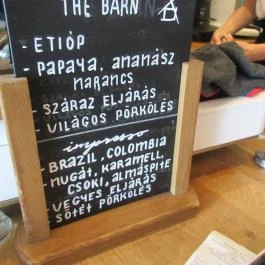 THE BARN
- ETIÓP
- PAPAYA, ANANÁSZ
NARANCS
- SZÁRAZ ELJÁRÁS
- VILÁGOS PÖRKÖLÉS
impresso
- BRAZIL, COLOMBIA
- NUGÁT, KARAMELL,
CSOKI, ALMÁSPITE
- VEGYES ELJÁRÁS
- SÖTÉT PÖRKÖLÉS